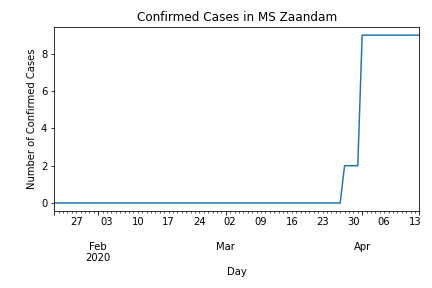 Confirmed Cases in MS Zaandam
Number of Confirmed Cases
8
6
4
2
0
27 03 10 17 24 02 09 16 23 30 06 13
Feb Mar Apr
2020
Day